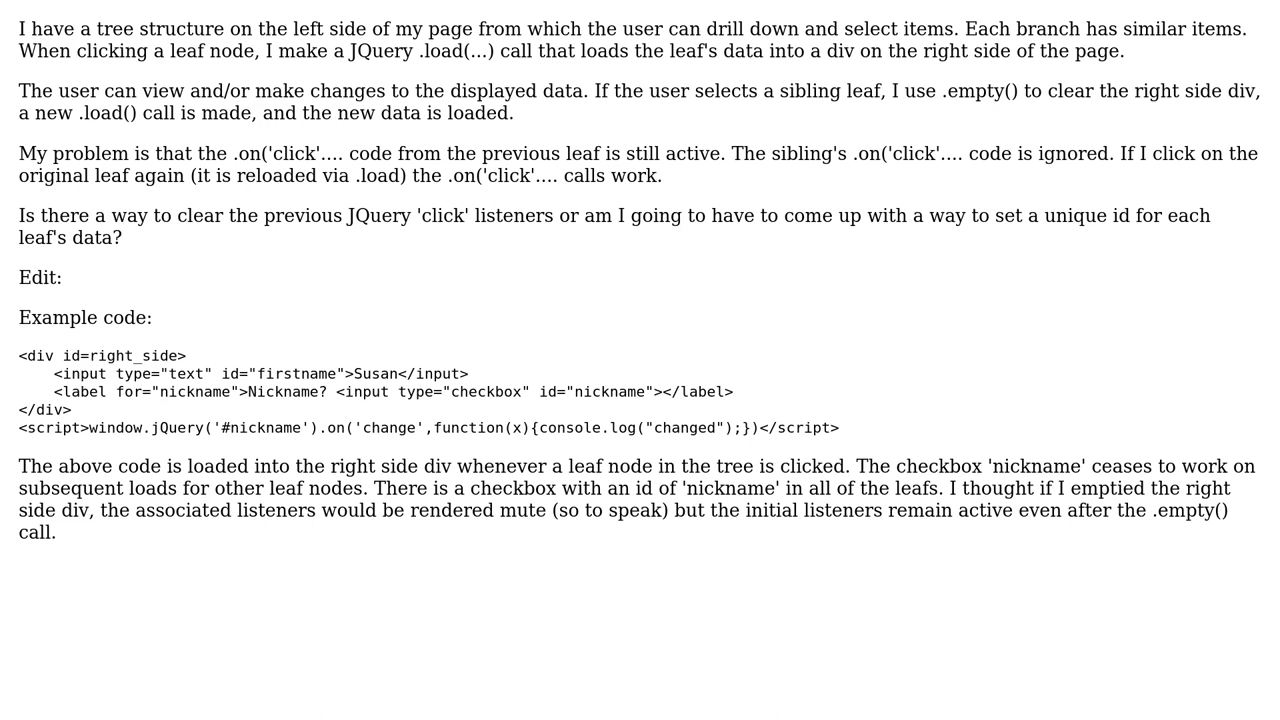 I have a tree structure on the left side of my page from which the user can drill down and select items. Each branch has similar items.
When clicking a leaf node, I make a JQuery .load(...) call that loads the leaf's data into a div on the right side of the page.
The user can view and/or make changes to the displayed data. If the user selects a sibling leaf, I use .empty() to clear the right side div,
a new .load() call is made, and the new data is loaded.
My problem is that the .on('click'.... code from the previous leaf is still active. The sibling's .on('click'.... code is ignored. If I click on the
original leaf again (it is reloaded via .load) the .on('click'.... calls work.
Is there a way to clear the previous JQuery 'click' listeners or am I going to have to come up with a way to set a unique id for each
leaf's data?
Edit:
Example code:
<div id=right_side>
    <input type="text" id="firstname">Susan</input>
    <label for="nickname">Nickname? <input type="checkbox" id="nickname"></label>
</div>
<script>window.jQuery('#nickname').on('change',function(x){console.log("changed");})</script>
The above code is loaded into the right side div whenever a leaf node in the tree is clicked. The checkbox 'nickname' ceases to work on
subsequent loads for other leaf nodes. There is a checkbox with an id of 'nickname' in all of the leafs. I thought if I emptied the right
side div, the associated listeners would be rendered mute (so to speak) but the initial listeners remain active even after the .empty()
call.